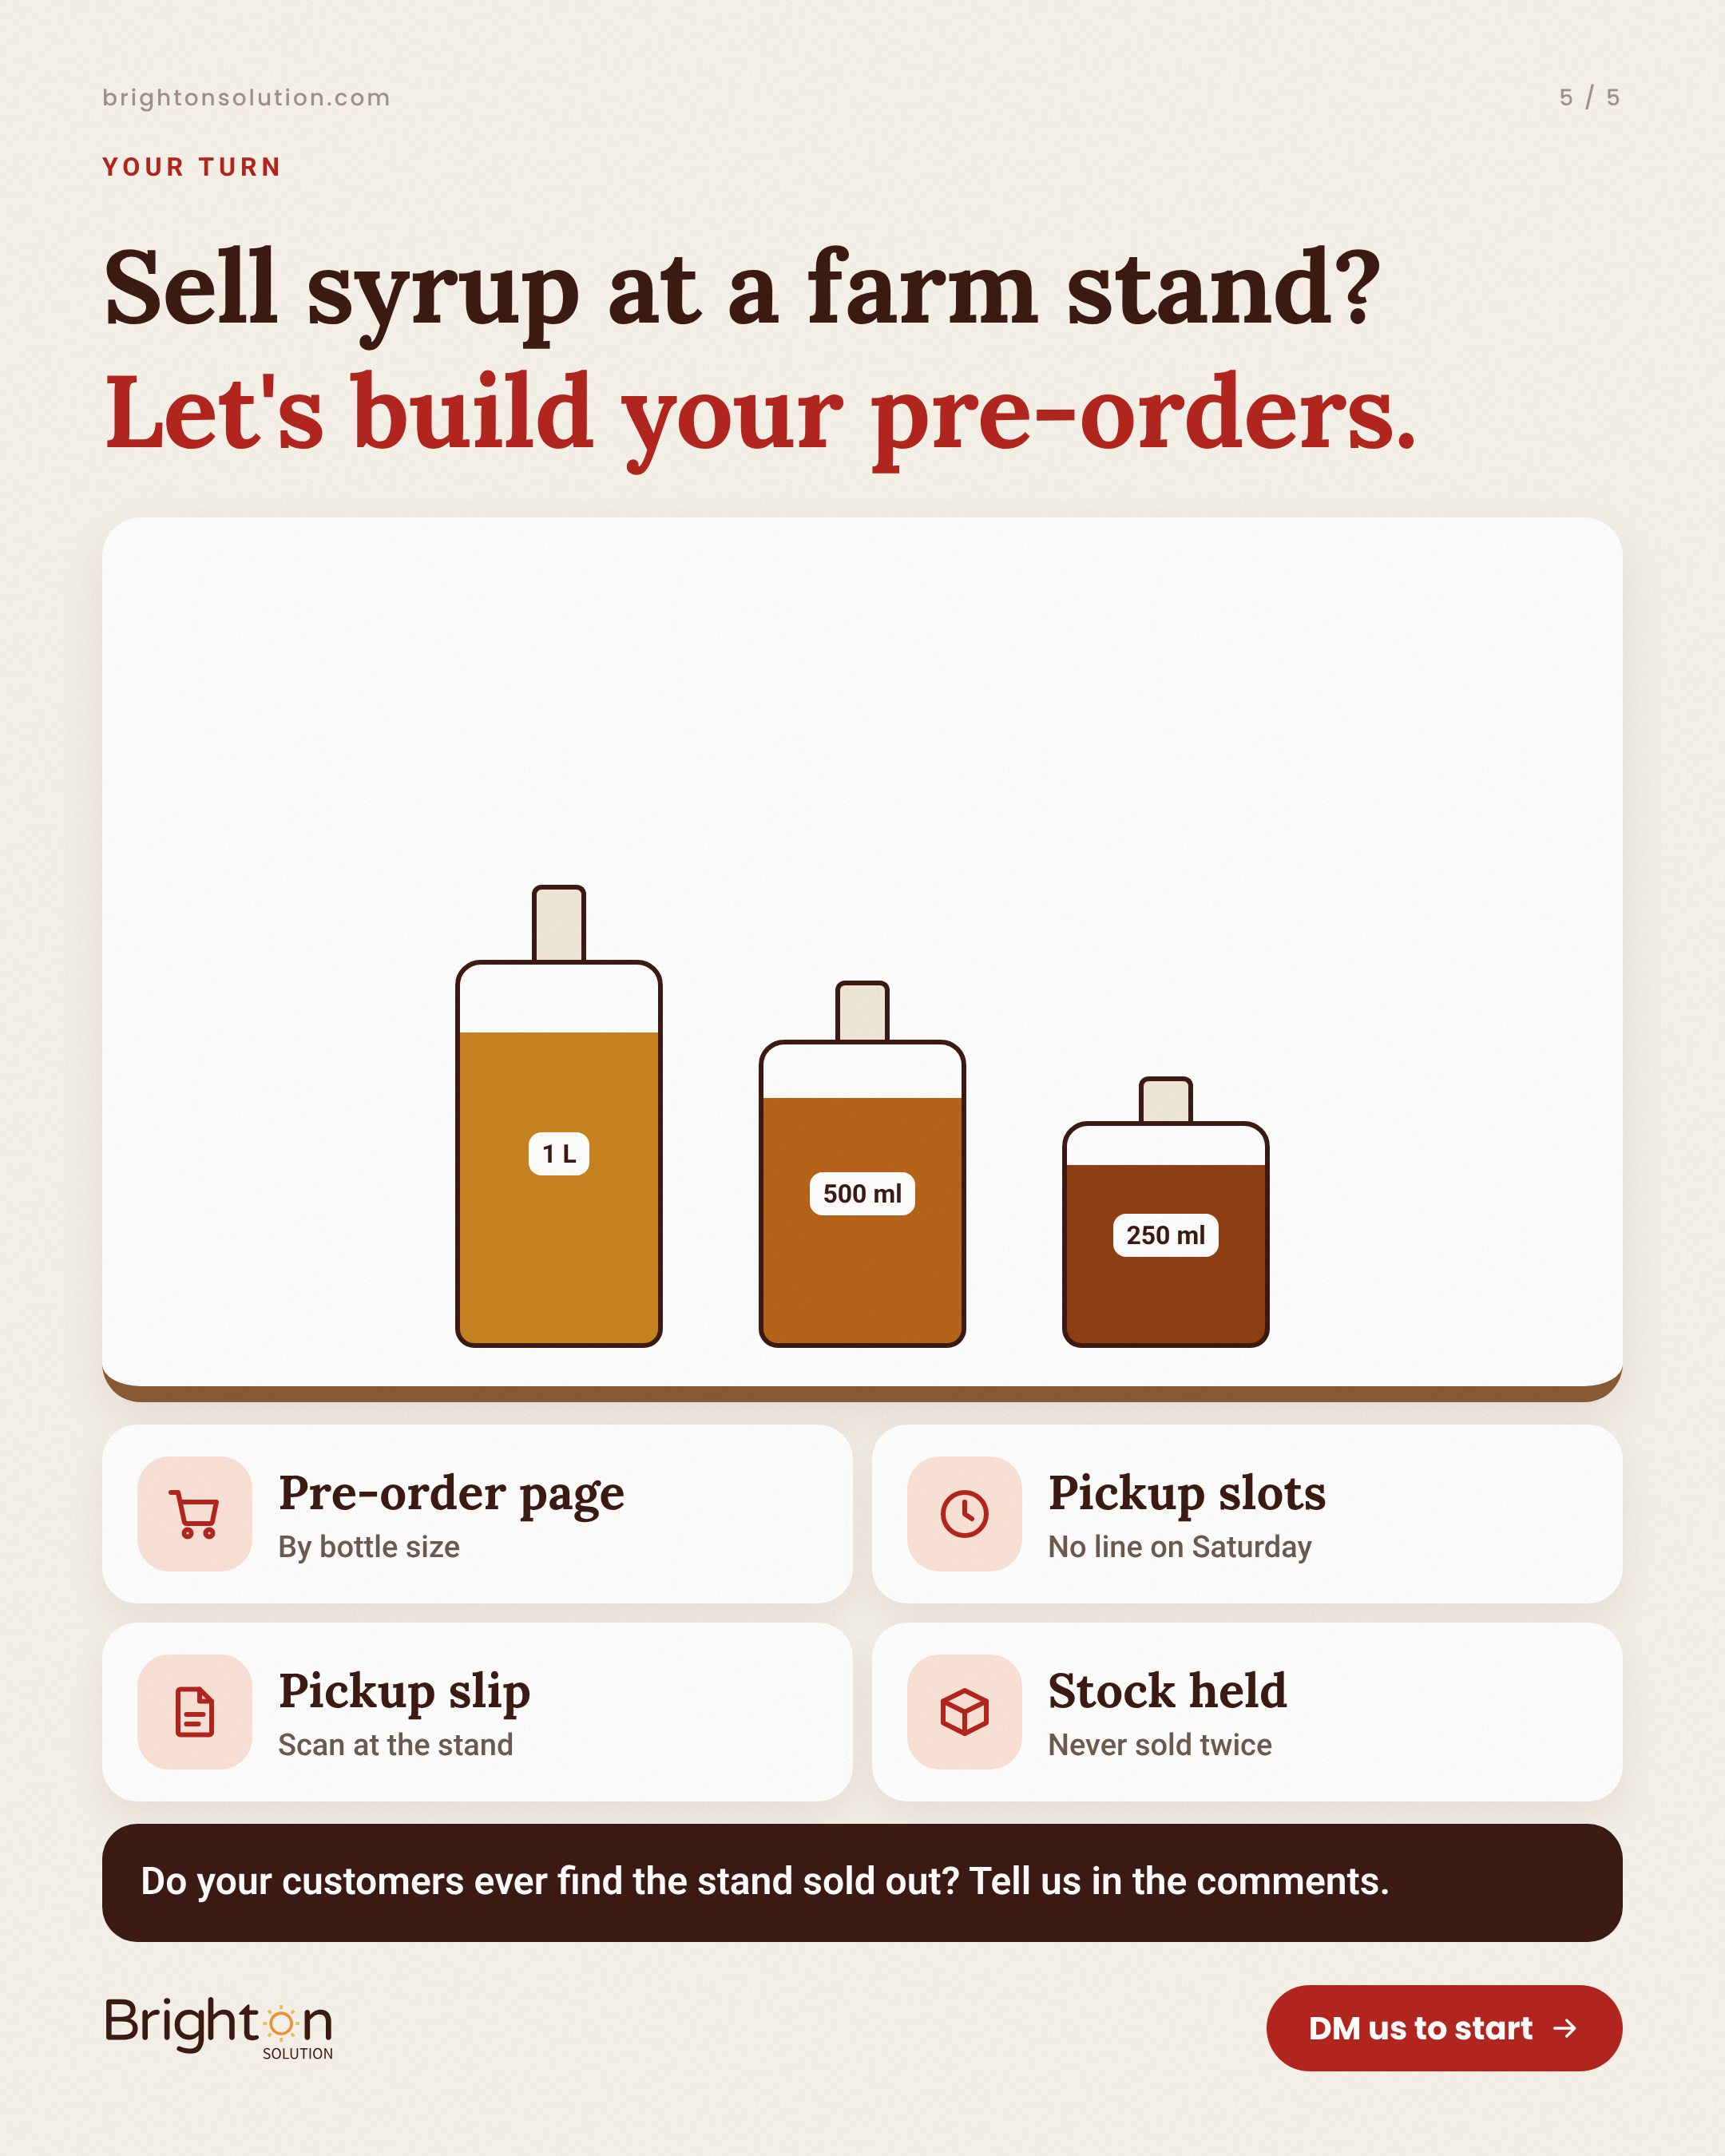 brightonsolution.com
5 / 5
YOUR TURN
Sell syrup at a farm stand?
Let's build your pre-orders.
1 L
500 ml
250 ml
Pre-order page
By bottle size
Pickup slots
No line on Saturday
Pickup slip
Scan at the stand
Stock held
Never sold twice
Do your customers ever find the stand sold out? Tell us in the comments.
Brighton
SOLUTION
DM us to start →